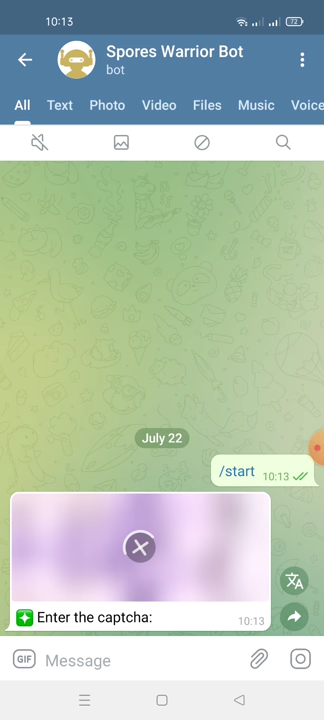 10:13
72
Spores Warrior Bot
bot
All Text Photo Video Files Music Voice
July 22
/start 10:13
Enter the captcha: 10:13
GIF Message